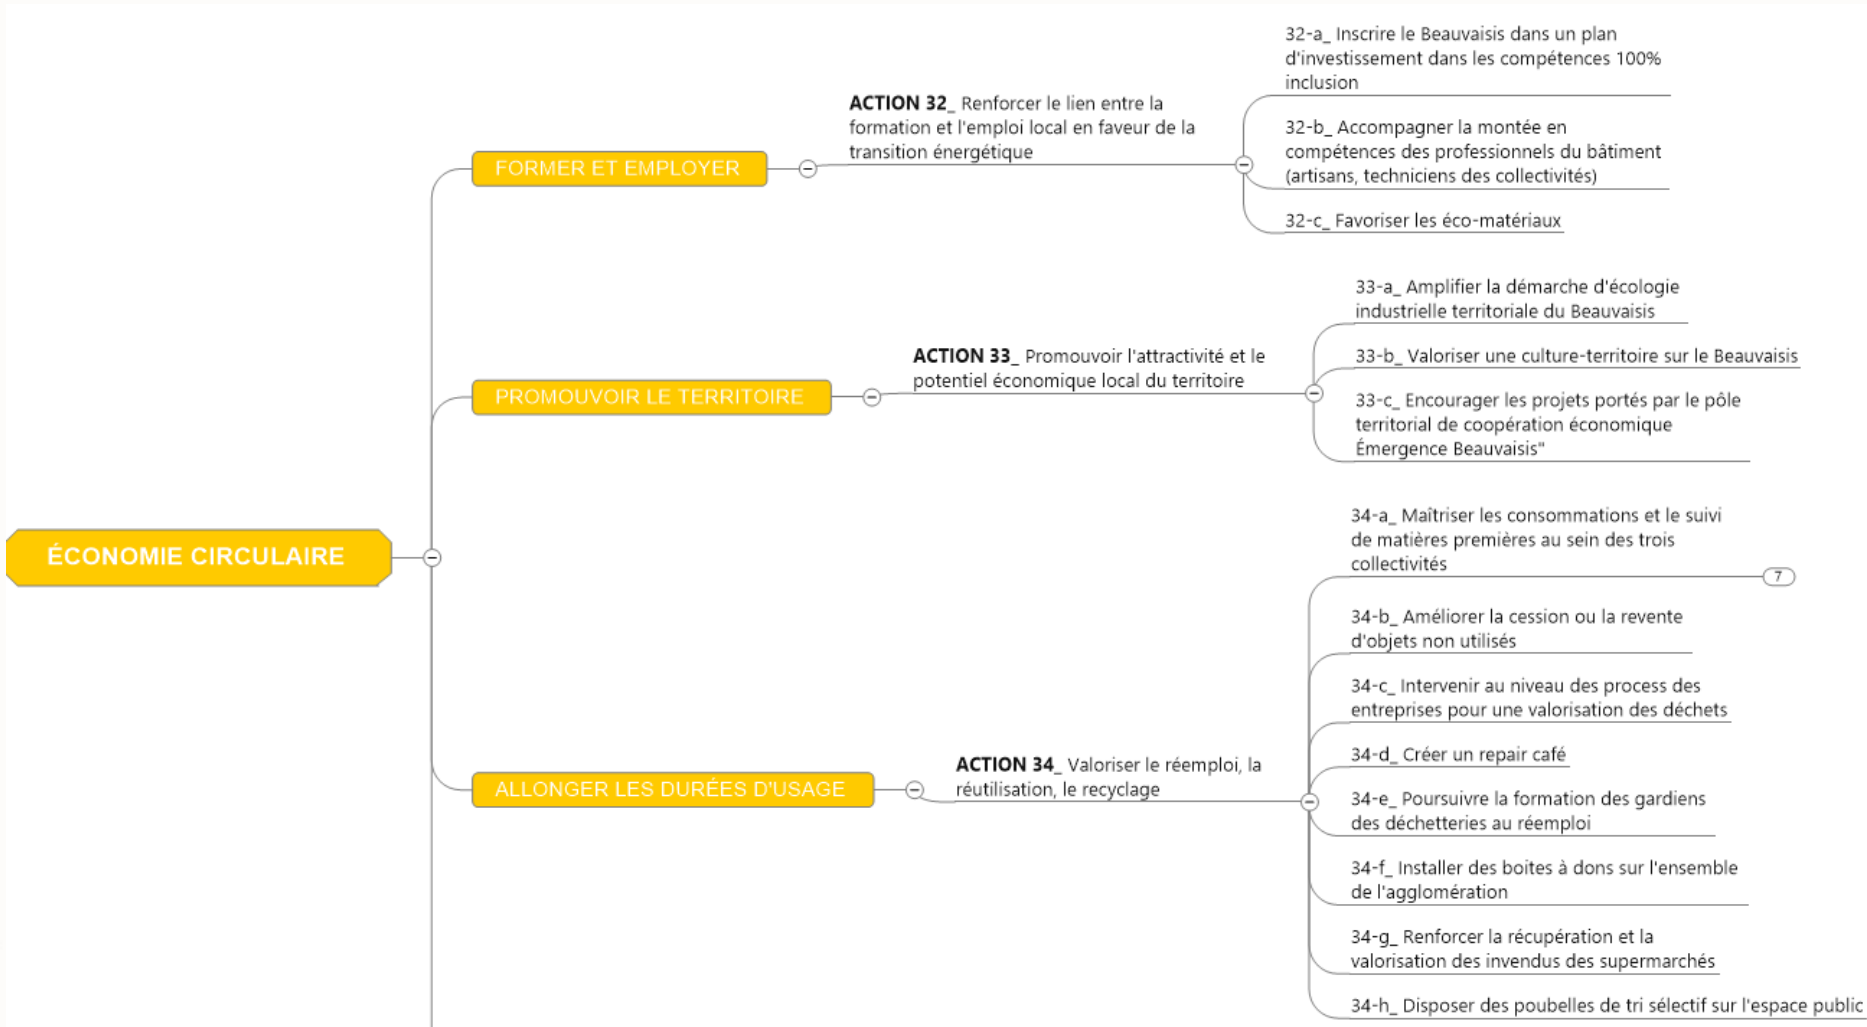 ÉCONOMIE CIRCULAIRE
FORMER ET EMPLOYER
ACTION 32_ Renforcer le lien entre la
formation et l'emploi local en faveur de la
transition énergétique
32-a_ Inscrire le Beauvaisis dans un plan
d'investissement dans les compétences 100%
inclusion
32-b_ Accompagner la montée en
compétences des professionnels du bâtiment
(artisans, techniciens des collectivités)
32-c_ Favoriser les éco-matériaux
PROMOUVOIR LE TERRITOIRE
ACTION 33_ Promouvoir l'attractivité et le
potentiel économique local du territoire
33-a_ Amplifier la démarche d'écologie
industrielle territoriale du Beauvaisis
33-b_ Valoriser une culture-territoire sur le Beauvaisis
33-c_ Encourager les projets portés par le pôle
territorial de coopération économique
Émergence Beauvaisis"
ALLONGER LES DURÉES D'USAGE
ACTION 34_ Valoriser le réemploi, la
réutilisation, le recyclage
34-a_ Maîtriser les consommations et le suivi
de matières premières au sein des trois
collectivités
7
34-b_ Améliorer la cession ou la revente
d'objets non utilisés
34-c_ Intervenir au niveau des process des
entreprises pour une valorisation des déchets
34-d_ Créer un repair café
34-e_ Poursuivre la formation des gardiens
des déchetteries au réemploi
34-f_ Installer des boites à dons sur l'ensemble
de l'agglomération
34-g_ Renforcer la récupération et la
valorisation des invendus des supermarchés
34-h_ Disposer des poubelles de tri sélectif sur l'espace public